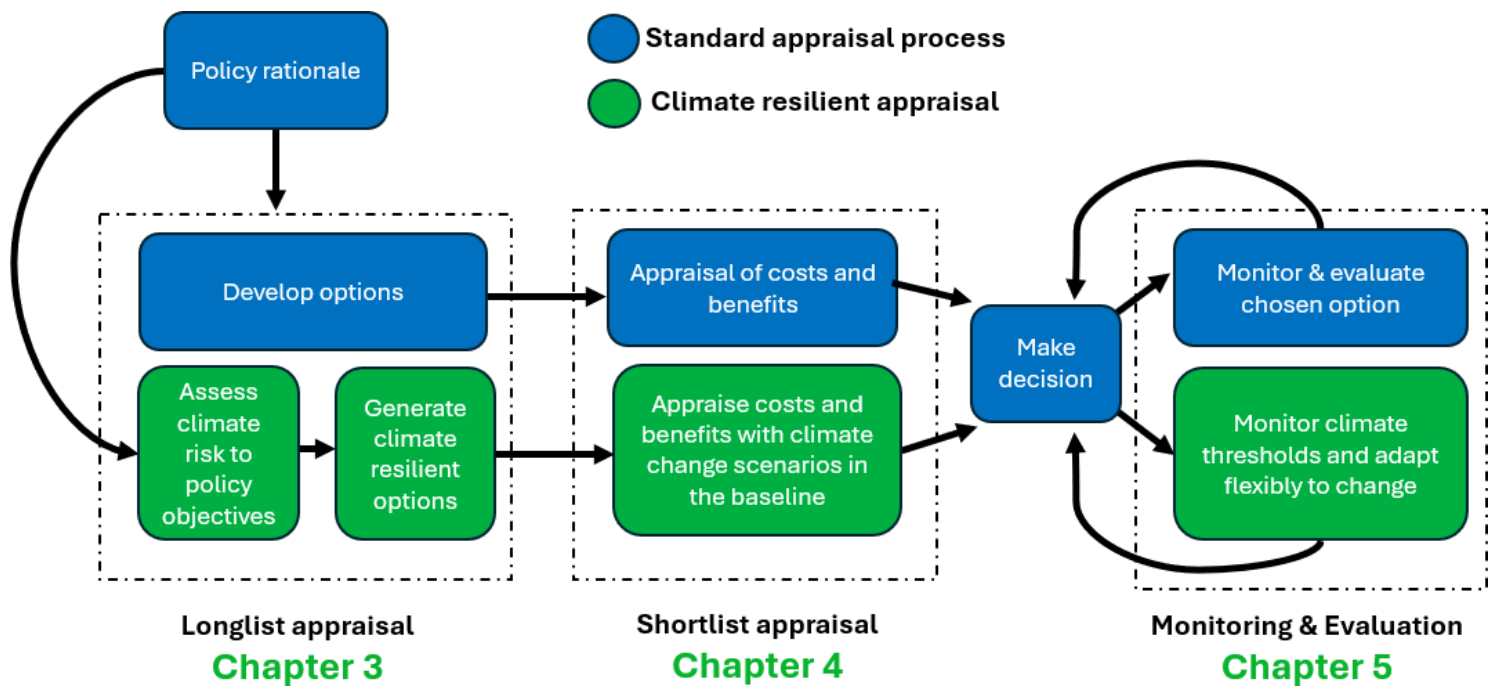 Policy rationale
Standard appraisal process
Climate resilient appraisal
Develop options
Assess
climate
risk to
policy
objectives
Generate
climate
resilient
options
Appraisal of costs and
benefits
Appraise costs and
benefits with climate
change scenarios in
the baseline
Make
decision
Monitor & evaluate
chosen option
Monitor climate
thresholds and adapt
flexibly to change
Longlist appraisal
Chapter 3
Shortlist appraisal
Chapter 4
Monitoring & Evaluation
Chapter 5